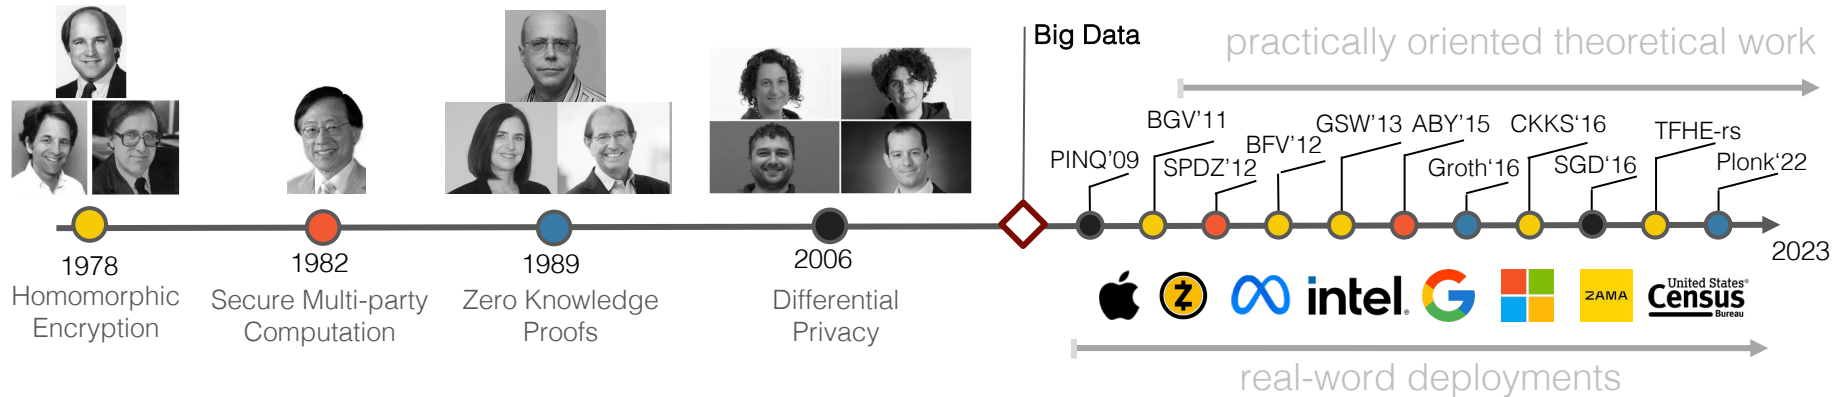 Big Data
practically oriented theoretical work
PINQ'09
BGV'11
SPDZ'12
BFV'12
GSW'13
ABY'15
Groth'16
CKKS'16
SGD'16
TFHE-rs
Plonk'22
1978
Homomorphic
Encryption
1982
Secure Multi-party
Computation
1989
Zero Knowledge
Proofs
2006
Differential
Privacy
2023
intel.
ZAMA
United States®
Census
Bureau
real-word deployments